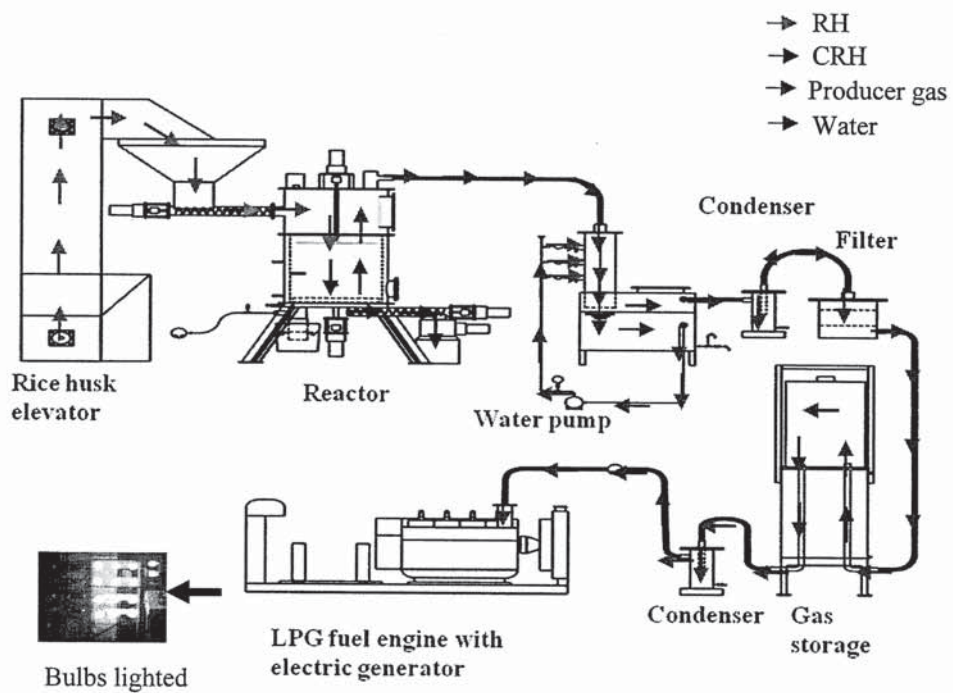 RH
CRH
Producer gas
Water
Condenser
Filter
Rice husk
elevator
Reactor
Water pump
Condenser
Gas
storage
LPG fuel engine with
electric generator
Bulbs lighted